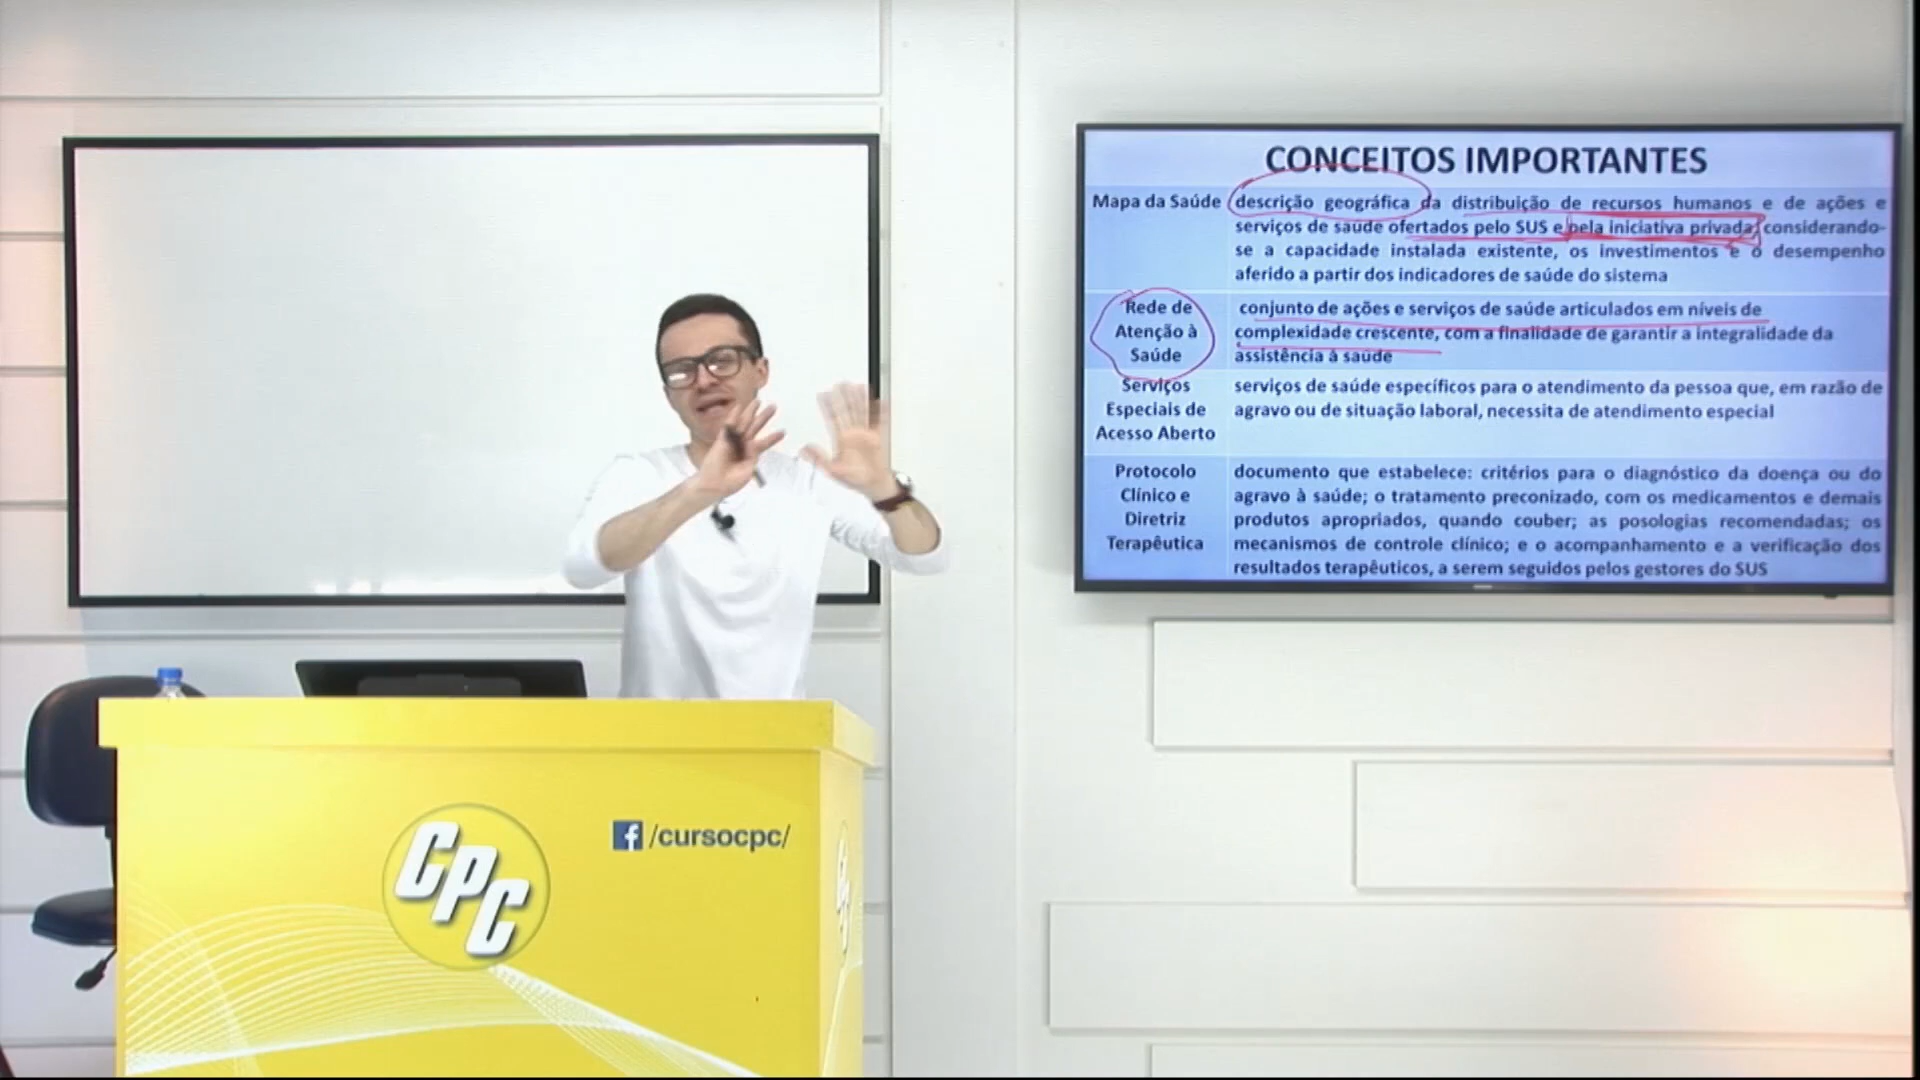 CONCEITOS IMPORTANTES
Mapa da Saúde
descrição geográfica da distribuição de recursos humanos e de ações e
serviços de saúde ofertados pelo SUS e pela iniciativa privada, considerando-
se a capacidade instalada existente, os investimentos e o desempenho
aferido a partir dos indicadores de saúde do sistema
Rede de
Atenção à
Saúde
conjunto de ações e serviços de saúde articulados em níveis de
complexidade crescente, com a finalidade de garantir a integralidade da
assistência à saúde
Serviços
Especiais de
Acesso Aberto
serviços de saúde específicos para o atendimento da pessoa que, em razão de
agravo ou de situação laboral, necessita de atendimento especial
Protocolo
Clínico e
Diretriz
Terapêutica
documento que estabelece: critérios para o diagnóstico da doença ou do
agravo à saúde; o tratamento preconizado, com os medicamentos e demais
produtos apropriados, quando couber; as posologias recomendadas; os
mecanismos de controle clínico; e o acompanhamento e a verificação dos
resultados terapêuticos, a serem seguidos pelos gestores do SUS
CPC
f /cursocpc/